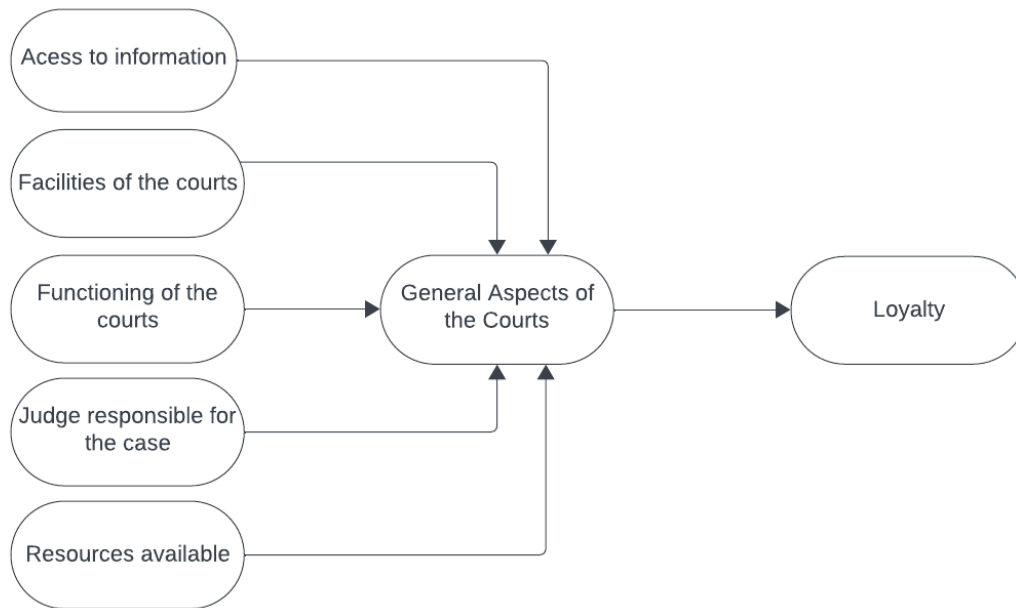 Acess to information
Facilities of the courts
Functioning of the
courts
Judge responsible for
the case
Resources available
General Aspects of
the Courts
Loyalty